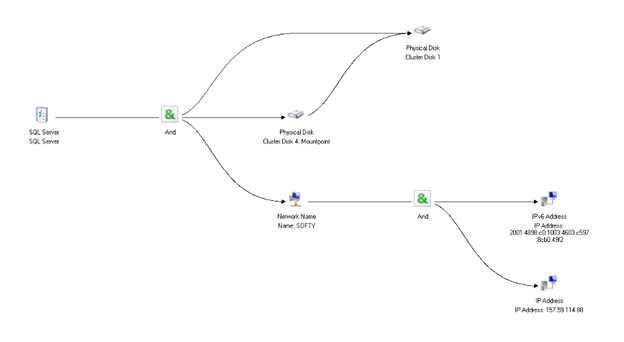 Physical Disk
Cluster Disk 1
&
&
SQL Server
SQL Server
And
Physical Disk
Cluster Disk 4, Mountpoint
Network Name
Name: SOFTY
And
IPv6 Address
IP Address:
2001:4898:c0:1003:4603:c597
:8cb0:49f2
IP Address
IP Address: 157.59.114.88